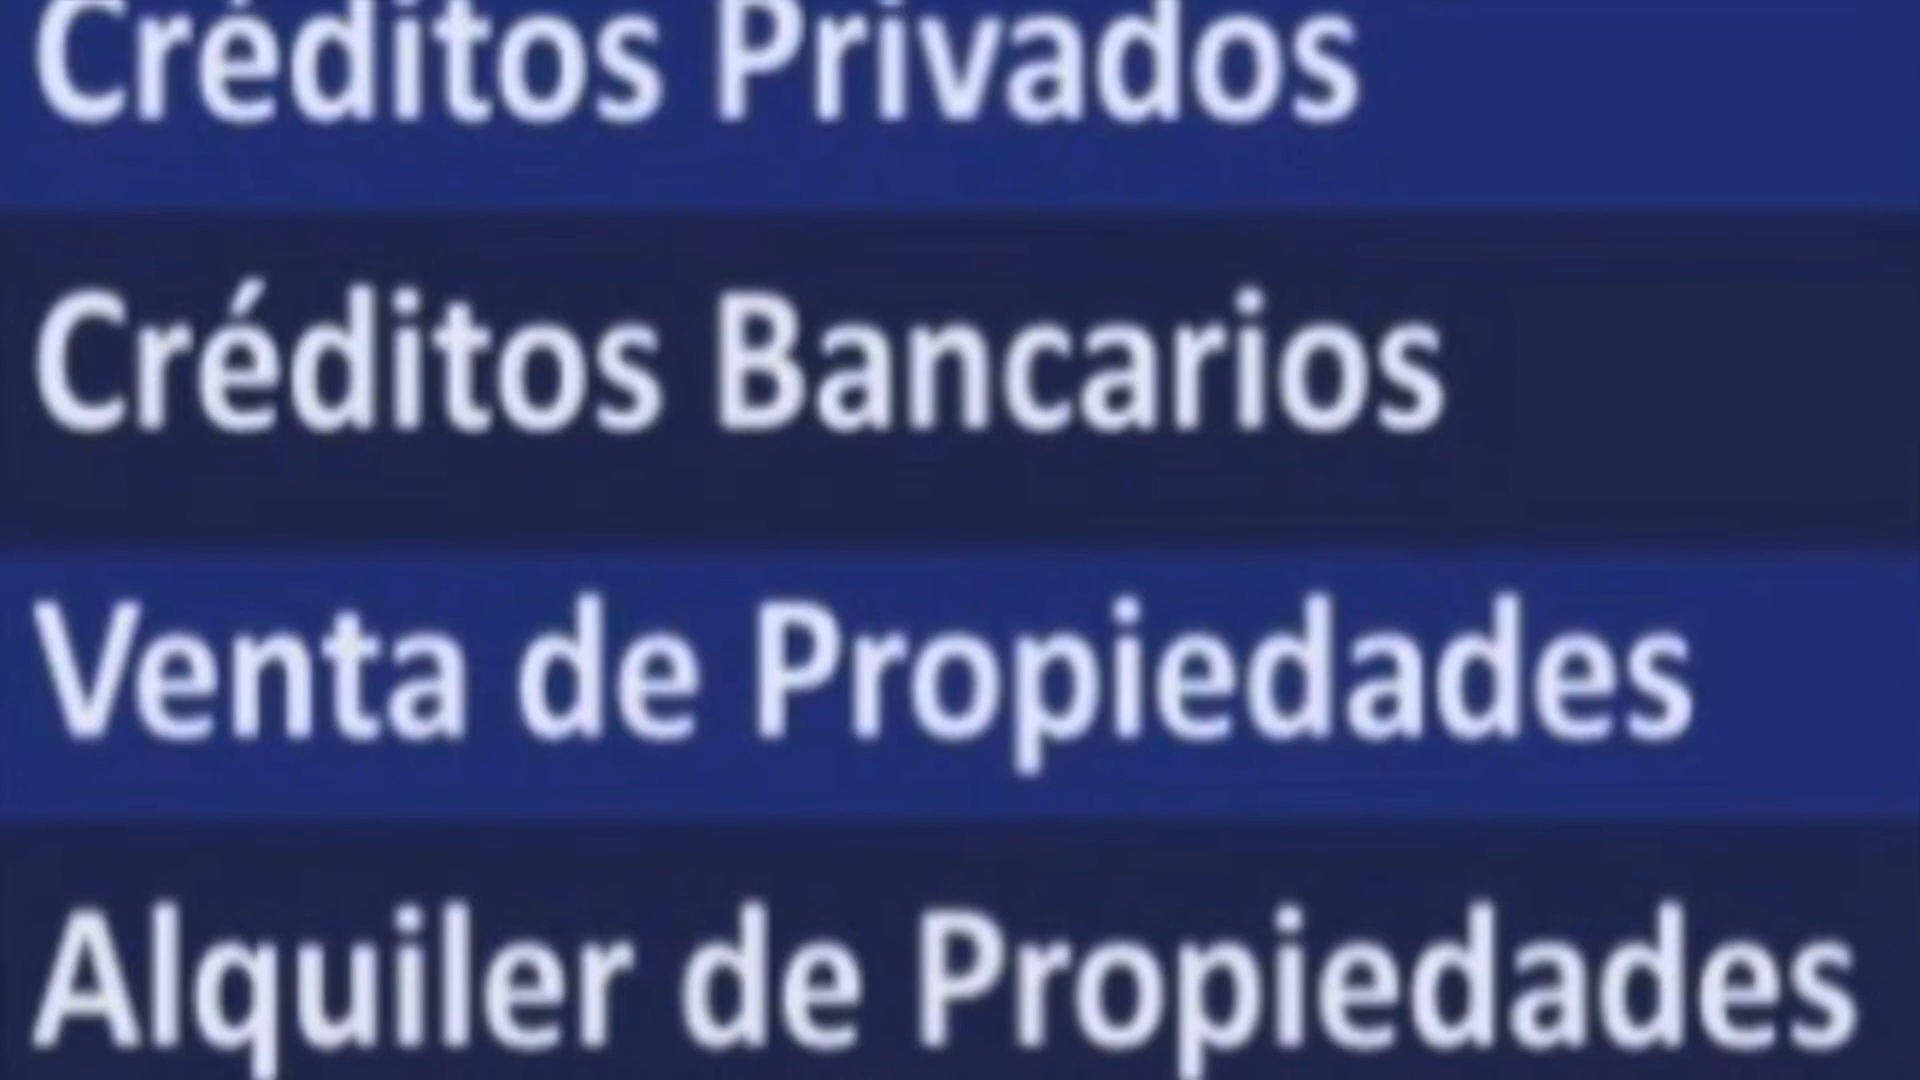 Créditos Privados
Créditos Bancarios
Venta de Propiedades
Alquiler de Propiedades